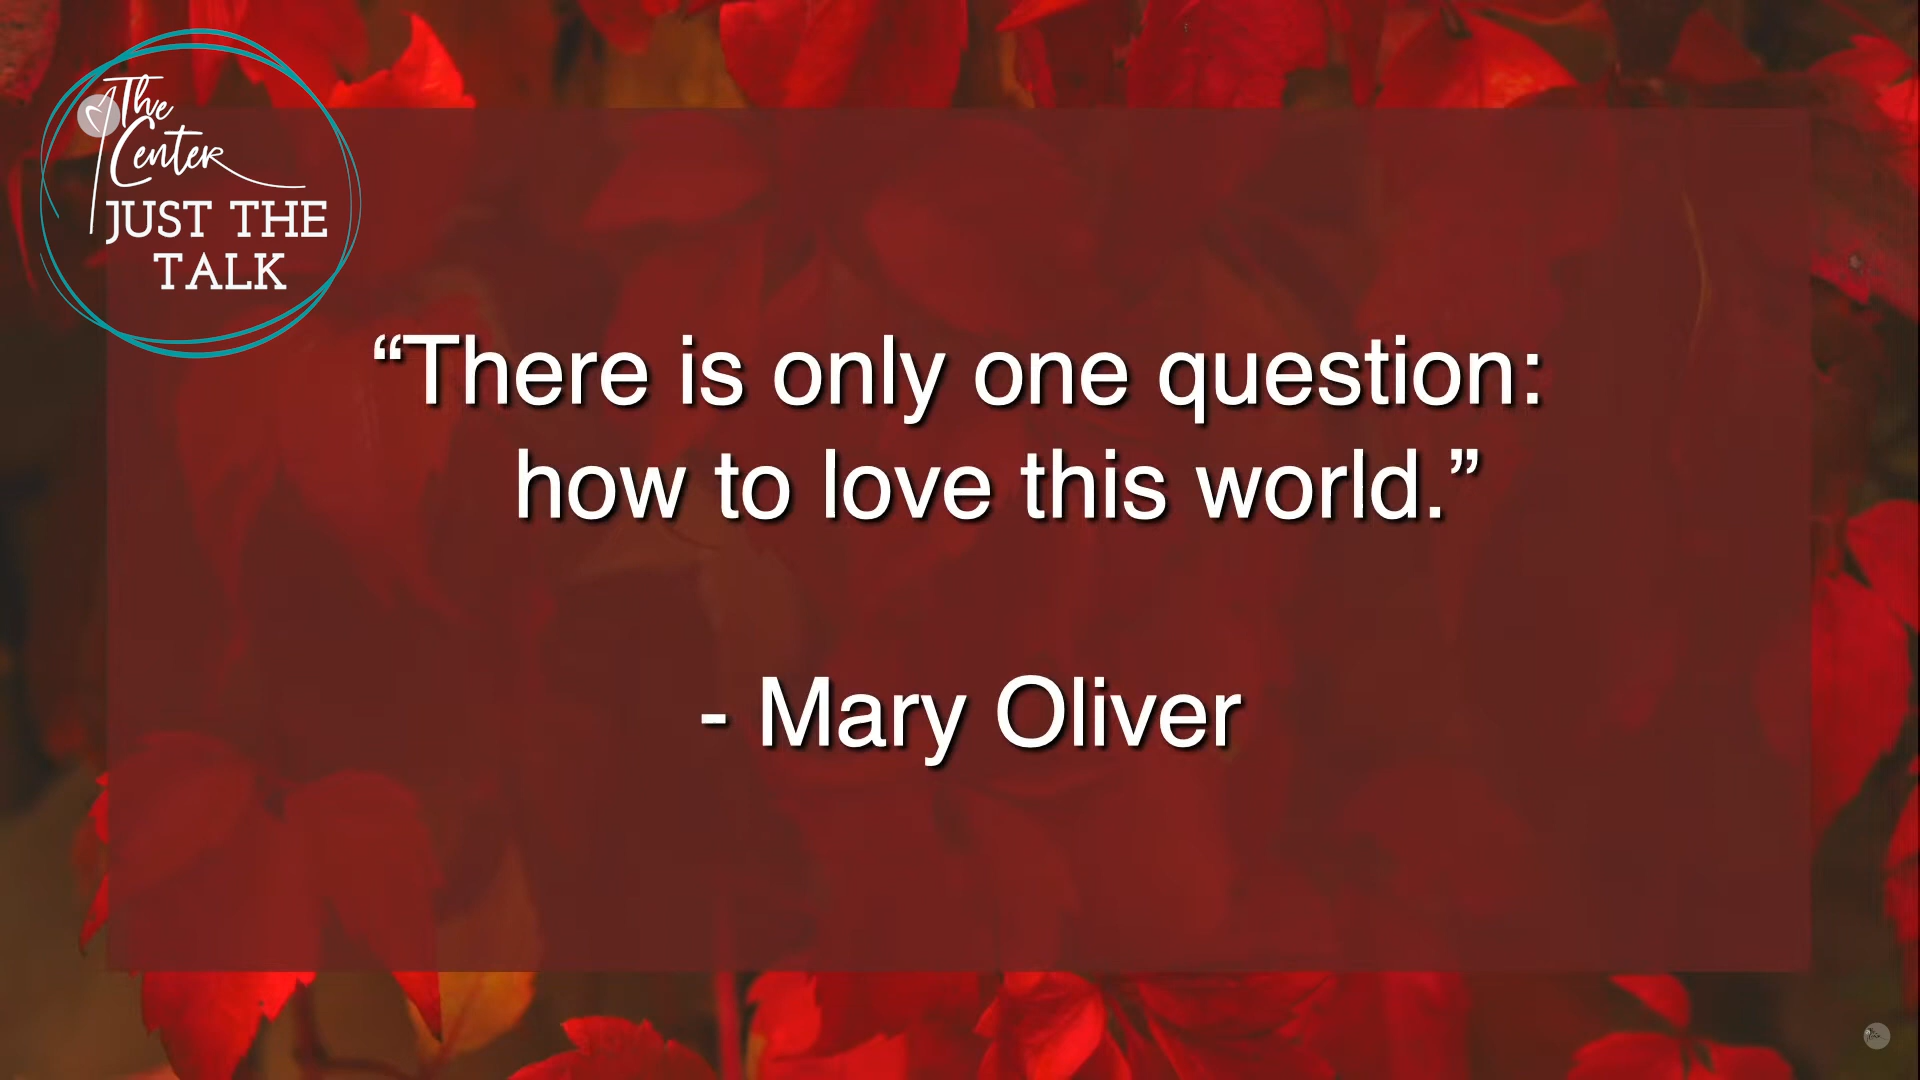 The
Center
JUST THE
TALK
“There is only one question:
how to love this world.”
- Mary Oliver